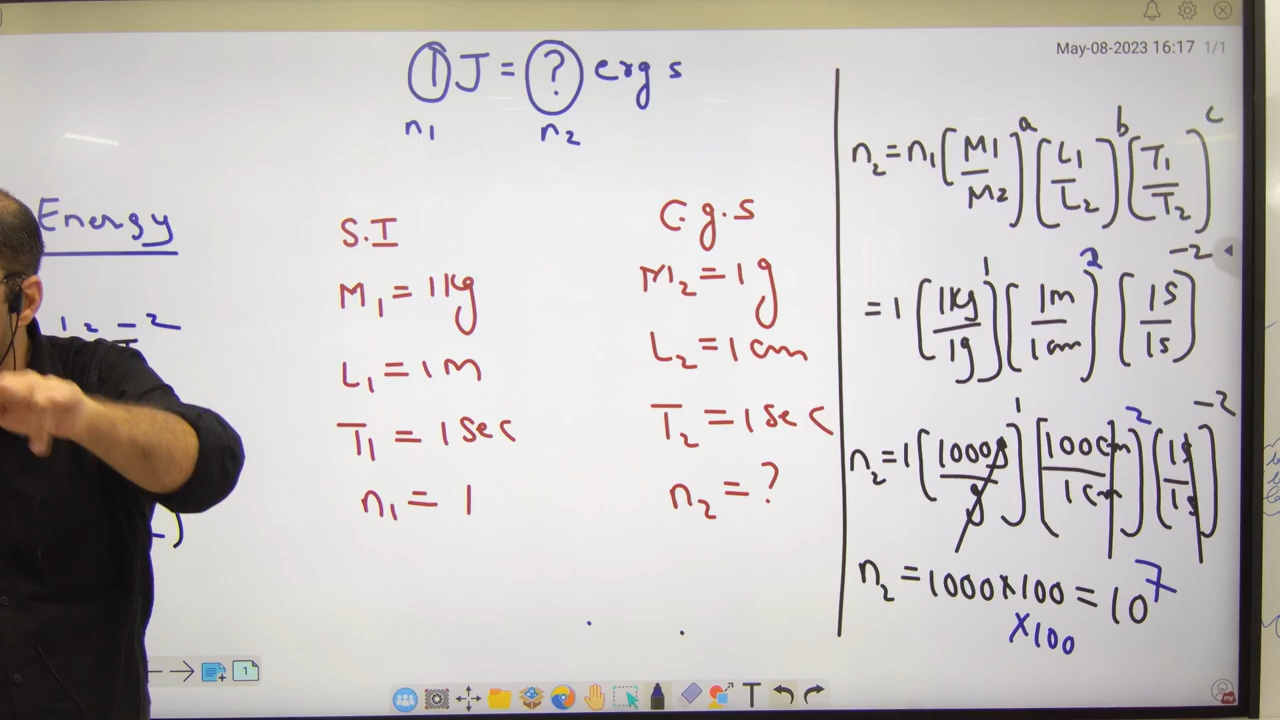 May-08-2023 16:17 1/1
1 J = ? ergs
n₁ n₂
Energy
S.I
M₁ = 1 Kg
L₁ = 1 m
T₁ = 1 Sec
n₁ = 1
C.g.s
M₂ = 1 g
L₂ = 1 cm
T₂ = 1 Sec
n₂ = ?
n₂ = n₁ [M₁/M₂]ᵃ [L₁/L₂]ᵇ [T₁/T₂]ᶜ
= 1 (1Kg/1g)¹ (1m/1cm)² (1s/1s)⁻²
n₂ = 1 (1000g/g)¹ [100cm/1cm]² (1s/1s)⁻²
n₂ = 1000 × 100 = 10⁷
× 100
1
T